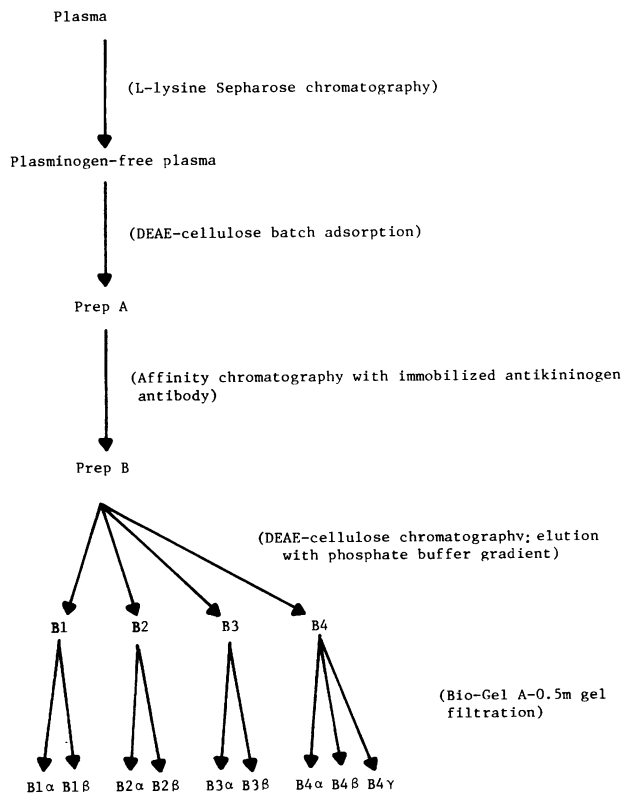 Plasma
(L-lysine Sepharose chromatography)
Plasminogen-free plasma
(DEAE-cellulose batch adsorption)
Prep A
(Affinity chromatography with immobilized antikininogen
antibody)
Prep B
(DEAE-cellulose chromatography: elution
with phosphate buffer gradient)
B1 B2 B3 B4
(Bio-Gel A-0.5m gel
filtration)
B1α B1β B2α B2β B3α B3β B4α B4β B4γ